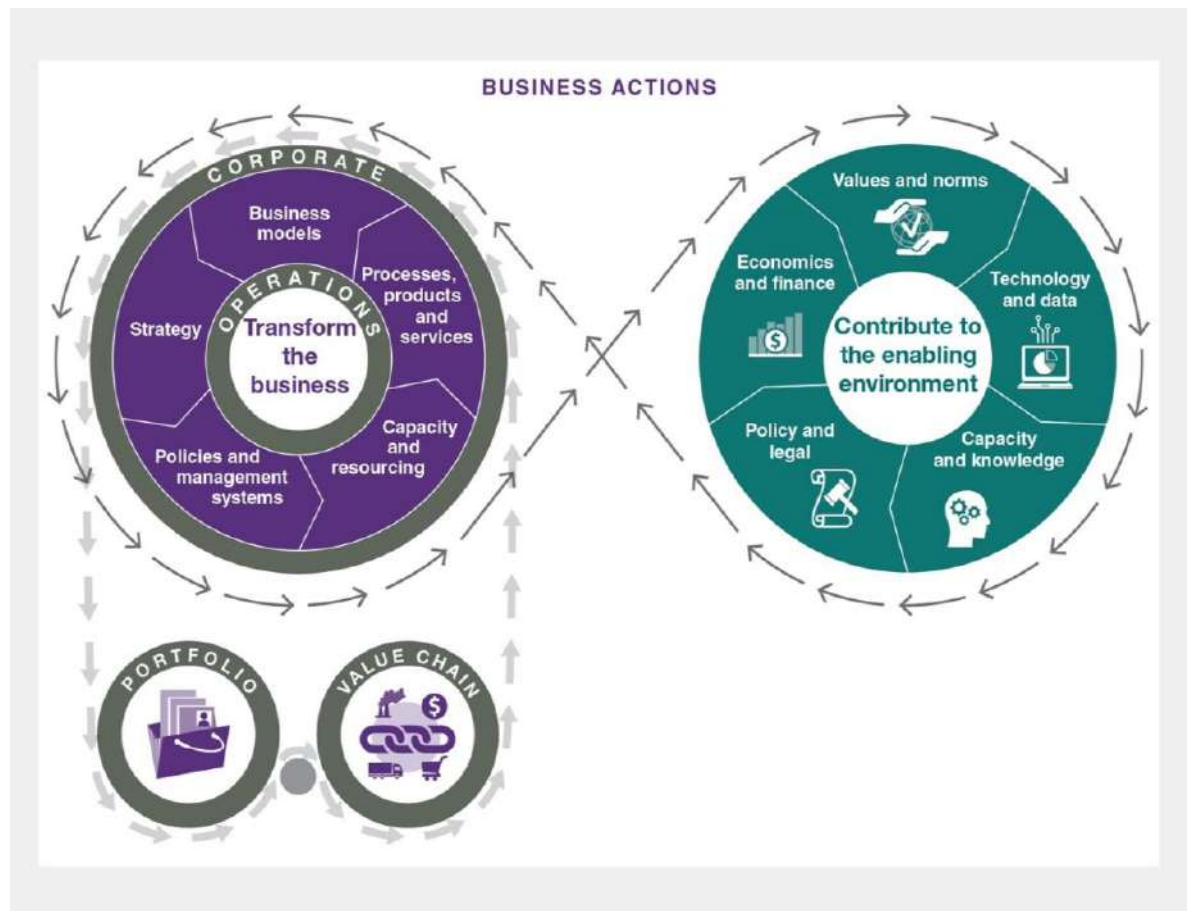 BUSINESS ACTIONS
CORPORATE
Business
models
Processes,
products
and
services
Capacity
and
resourcing
Policies and
management
systems
Strategy
OPERATIONS
Transform
the
business
PORTFOLIO
VALUE CHAIN
$
Values and norms
Technology
and data
Capacity
and knowledge
Policy and
legal
Economics
and finance
$
Contribute to
the enabling
environment